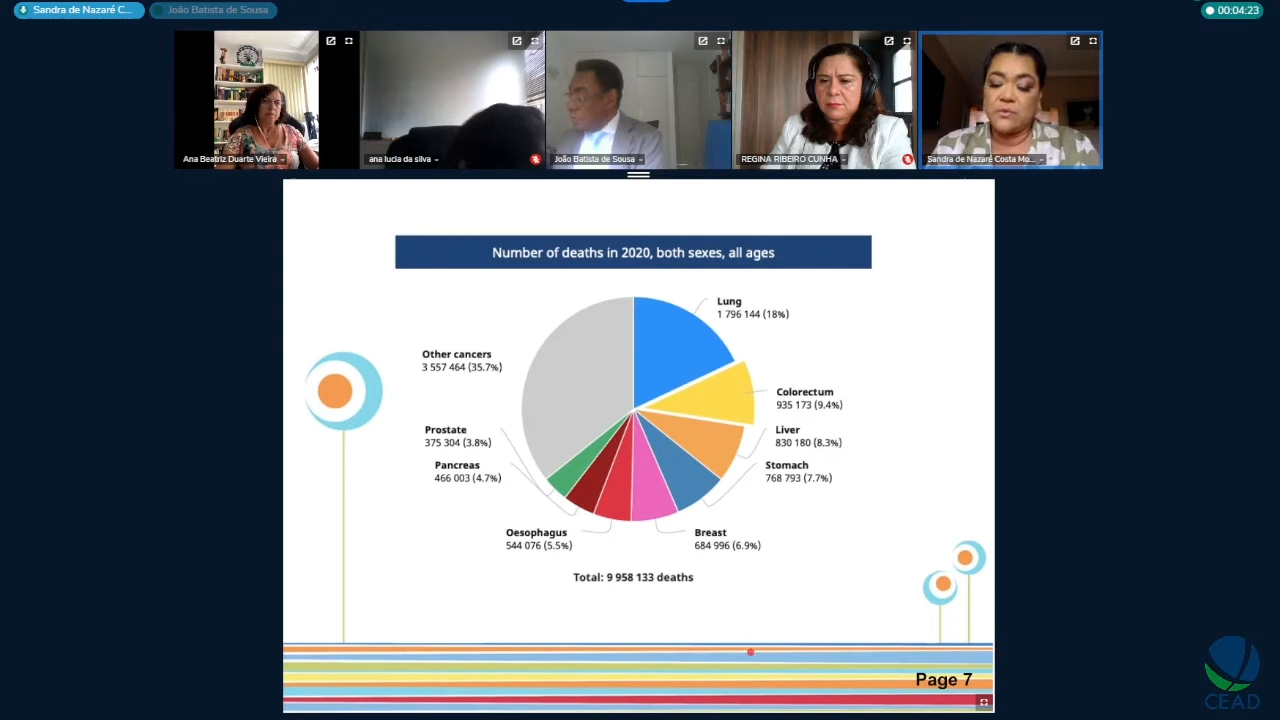 Sandra de Nazaré C...
João Batista de Sousa
00:04:23
Ana Beatriz Duarte Vieira
ana lucia da silva
João Batista de Sousa
REGINA RIBEIRO CUNHA
Sandra de Nazaré Costa Mo...
Number of deaths in 2020, both sexes, all ages
Lung
1 796 144 (18%)
Other cancers
3 557 464 (35.7%)
Colorectum
935 173 (9.4%)
Prostate
375 304 (3.8%)
Liver
830 180 (8.3%)
Pancreas
466 003 (4.7%)
Stomach
768 793 (7.7%)
Oesophagus
544 076 (5.5%)
Breast
684 996 (6.9%)
Total: 9 958 133 deaths
Page 7
CEAD